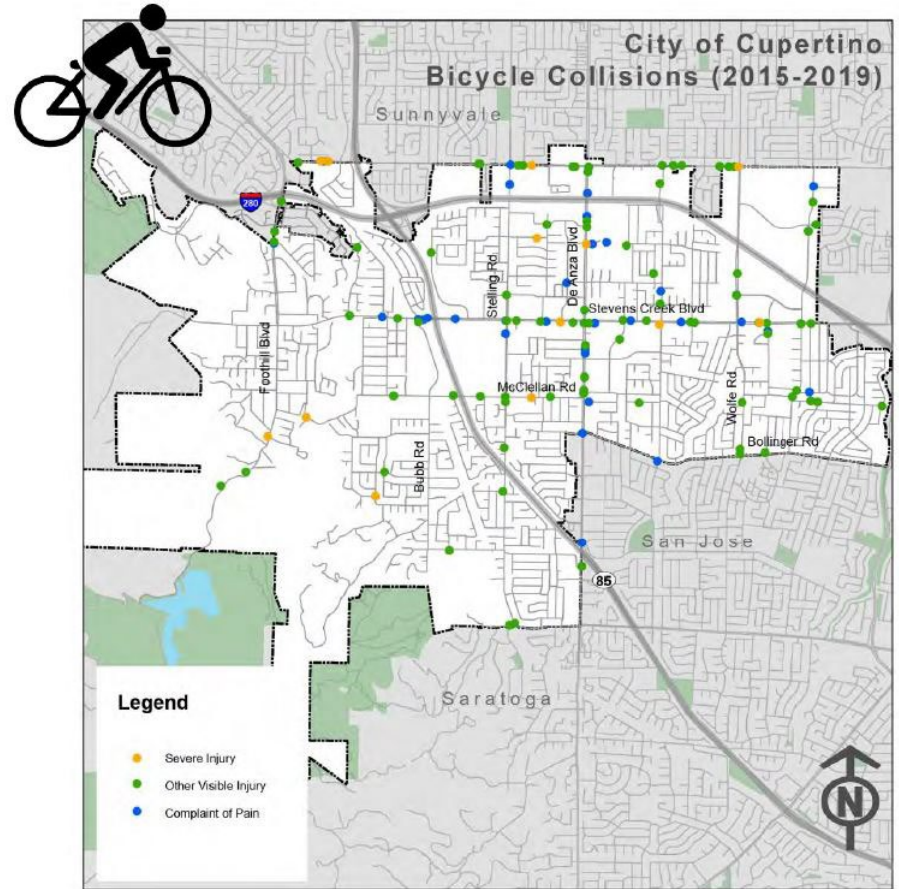 City of Cupertino
Bicycle Collisions (2015-2019)
Sunnyvale
280
Stelling Rd
De Anza Blvd
Stevens Creek Blvd
Foothill Blvd
McClellan Rd
Wolfe Rd
Bubb Rd
Bollinger Rd
San Jose
85
Saratoga
Legend
Severe Injury
Other Visible Injury
Complaint of Pain
N